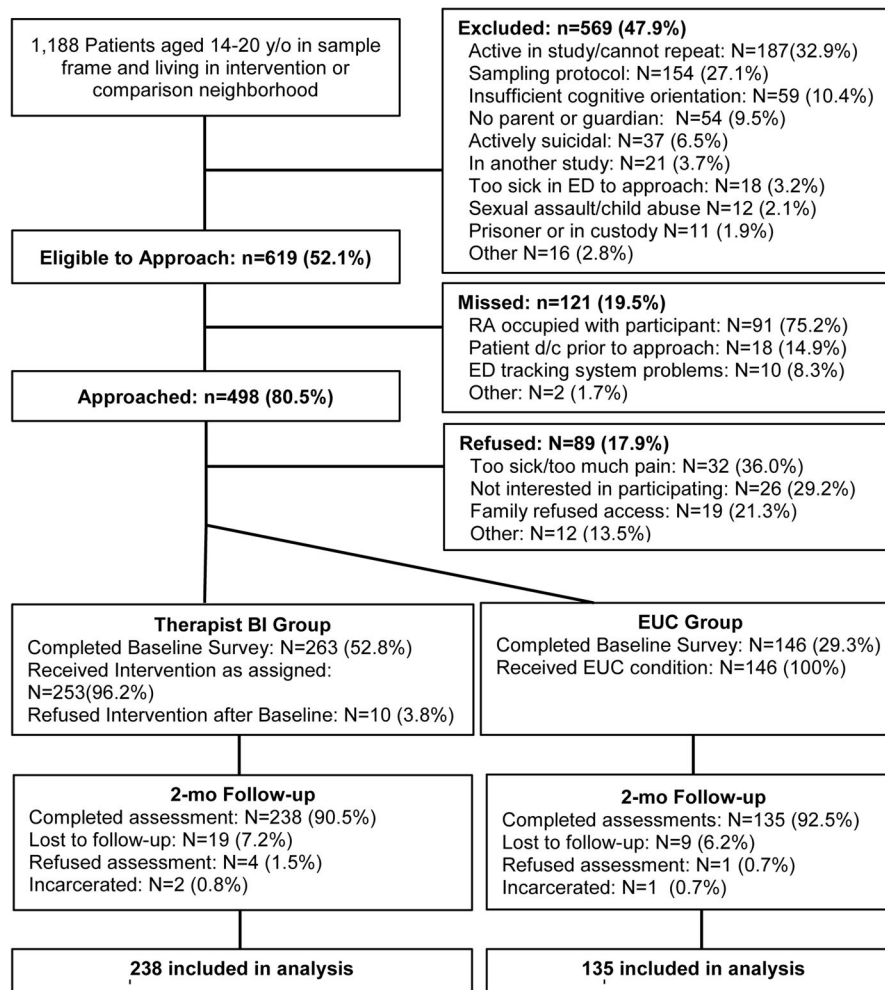 1,188 Patients aged 14-20 y/o in sample
frame and living in intervention or
comparison neighborhood
Excluded: n=569 (47.9%)
Active in study/cannot repeat: N=187(32.9%)
Sampling protocol: N=154 (27.1%)
Insufficient cognitive orientation: N=59 (10.4%)
No parent or guardian: N=54 (9.5%)
Actively suicidal: N=37 (6.5%)
In another study: N=21 (3.7%)
Too sick in ED to approach: N=18 (3.2%)
Sexual assault/child abuse N=12 (2.1%)
Prisoner or in custody N=11 (1.9%)
Other N=16 (2.8%)
Eligible to Approach: n=619 (52.1%)
Missed: n=121 (19.5%)
RA occupied with participant: N=91 (75.2%)
Patient d/c prior to approach: N=18 (14.9%)
ED tracking system problems: N=10 (8.3%)
Other: N=2 (1.7%)
Approached: n=498 (80.5%)
Refused: N=89 (17.9%)
Too sick/too much pain: N=32 (36.0%)
Not interested in participating: N=26 (29.2%)
Family refused access: N=19 (21.3%)
Other: N=12 (13.5%)
Therapist BI Group
Completed Baseline Survey: N=263 (52.8%)
Received Intervention as assigned:
N=253(96.2%)
Refused Intervention after Baseline: N=10 (3.8%)
EUC Group
Completed Baseline Survey: N=146 (29.3%)
Received EUC condition: N=146 (100%)
2-mo Follow-up
Completed assessment: N=238 (90.5%)
Lost to follow-up: N=19 (7.2%)
Refused assessment: N=4 (1.5%)
Incarcerated: N=2 (0.8%)
2-mo Follow-up
Completed assessments: N=135 (92.5%)
Lost to follow-up: N=9 (6.2%)
Refused assessment: N=1 (0.7%)
Incarcerated: N=1 (0.7%)
238 included in analysis
135 included in analysis